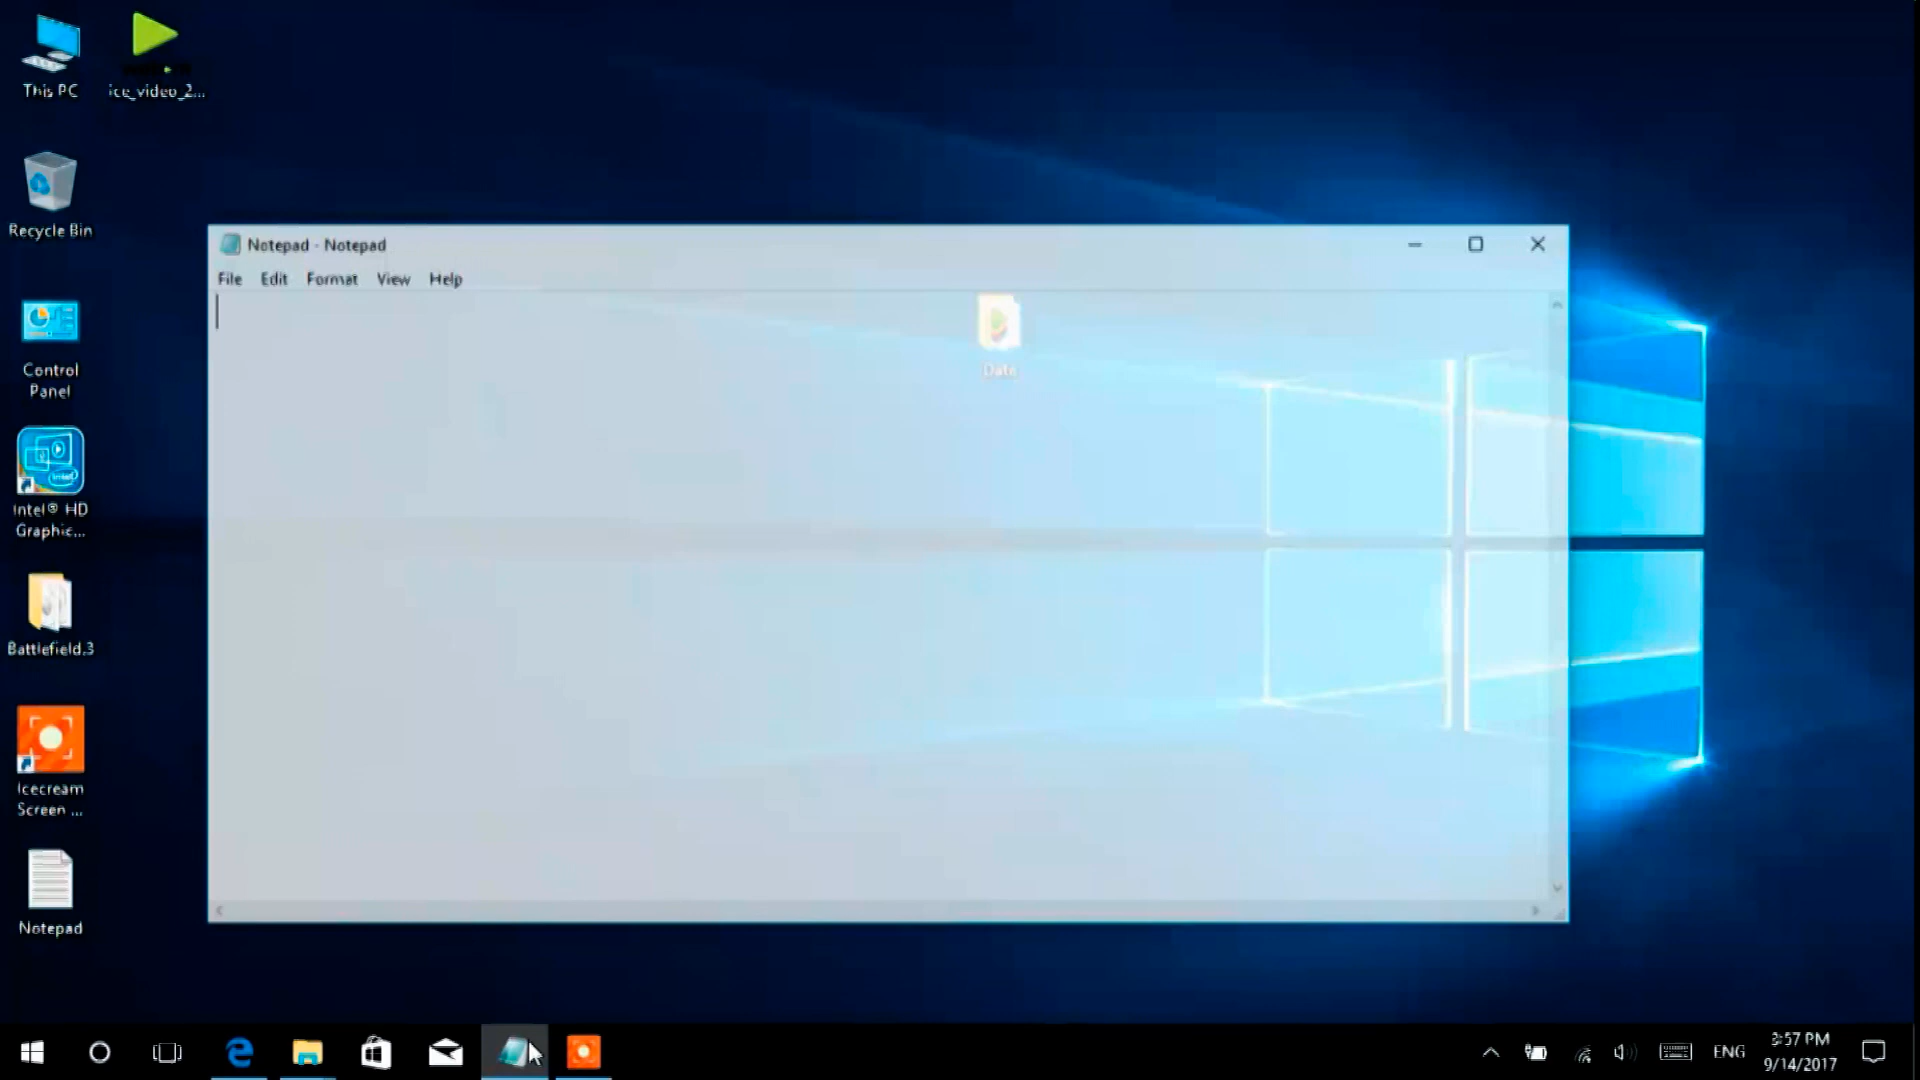 This PC
ice_video_2...
Recycle Bin
Notepad - Notepad
File Edit Format View Help
Data
Control
Panel
Intel® HD
Graphic...
Battlefield.3
Icecream
Screen ...
Notepad
ENG
3:57 PM
9/14/2017